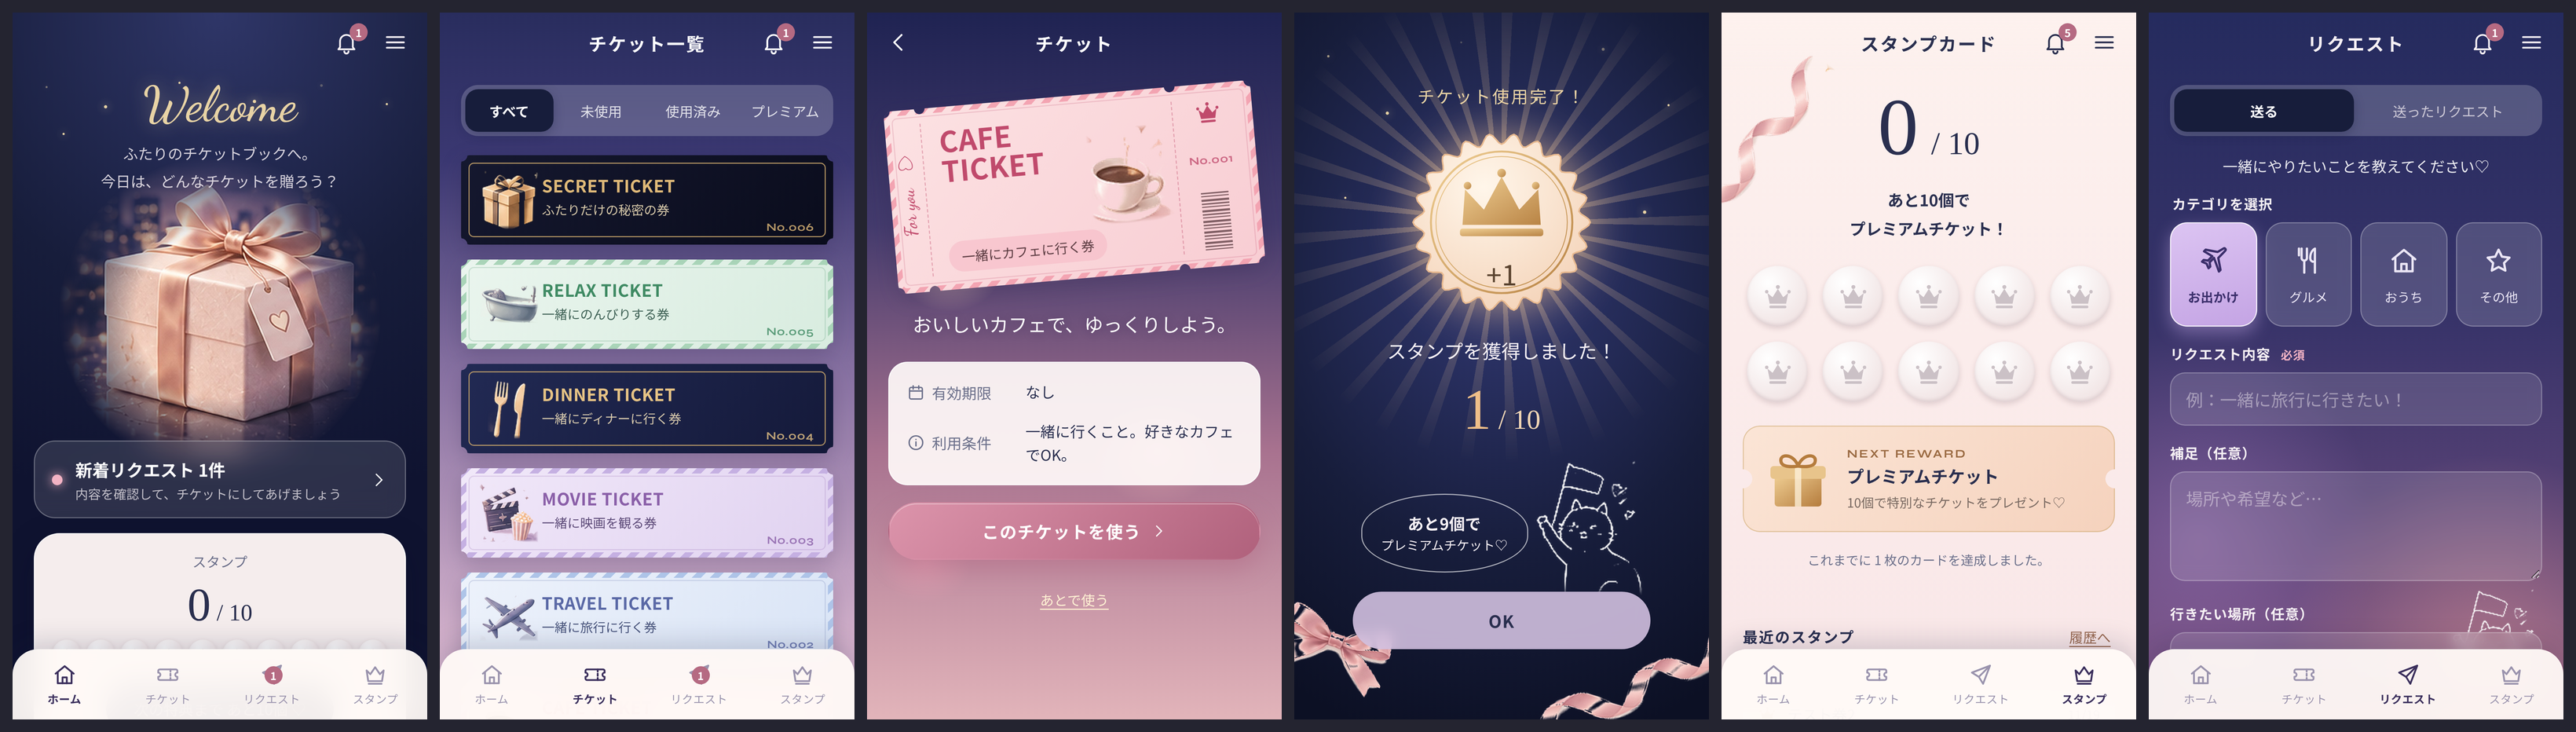 1
Welcome
ふたりのチケットブックへ。
今日は、どんなチケットを贈ろう？
新着リクエスト 1件
内容を確認して、チケットにしてあげましょう
スタンプ
0 / 10
ホーム
チケット
1
リクエスト
スタンプ
チケット一覧
1
すべて
未使用
使用済み
プレミアム
SECRET TICKET
ふたりだけの秘密の券
No.006
RELAX TICKET
一緒にのんびりする券
No.005
DINNER TICKET
一緒にディナーに行く券
No.004
MOVIE TICKET
一緒に映画を観る券
No.003
TRAVEL TICKET
一緒に旅行に行く券
No.002
ホーム
チケット
1
リクエスト
スタンプ
チケット
For you
CAFE
TICKET
No.001
一緒にカフェに行く券
おいしいカフェで、ゆっくりしよう。
有効期限
なし
利用条件
一緒に行くこと。好きなカフェ
でOK。
このチケットを使う
あとで使う
チケット使用完了！
+1
スタンプを獲得しました！
1 / 10
あと9個で
プレミアムチケット♡
OK
スタンプカード
5
0 / 10
あと10個で
プレミアムチケット！
NEXT REWARD
プレミアムチケット
10個で特別なチケットをプレゼント♡
これまでに 1 枚のカードを達成しました。
最近のスタンプ
履歴へ
ホーム
チケット
リクエスト
スタンプ
リクエスト
1
送る
送ったリクエスト
一緒にやりたいことを教えてください♡
カテゴリを選択
お出かけ
グルメ
おうち
その他
リクエスト内容 必須
例：一緒に旅行に行きたい！
補足（任意）
場所や希望など…
行きたい場所（任意）
ホーム
チケット
リクエスト
スタンプ